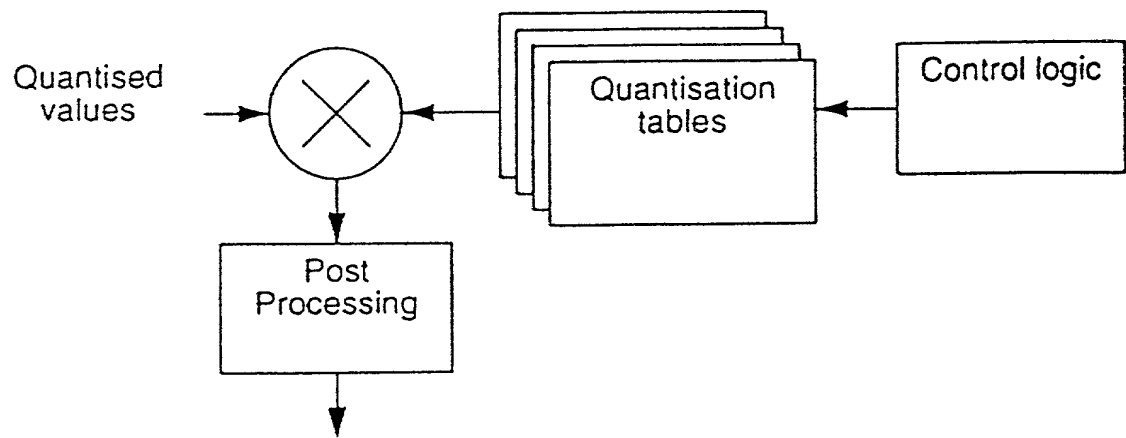 Quantised
values
Quantisation
tables
Control logic
Post
Processing